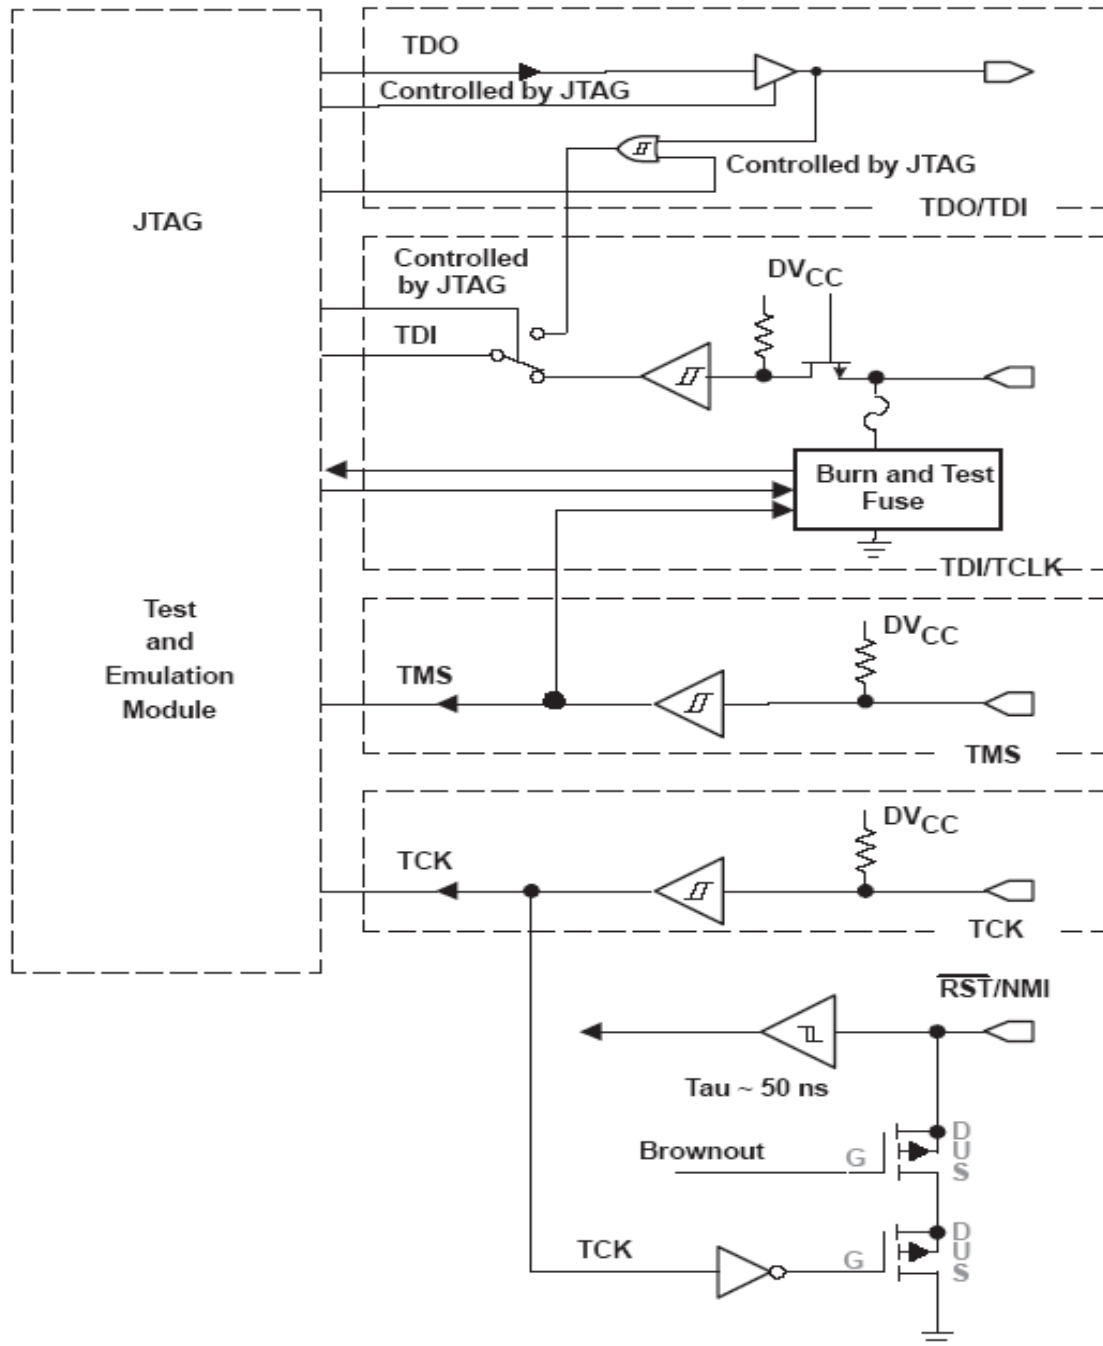 TDO
Controlled by JTAG
Controlled by JTAG
TDO/TDI
JTAG
Controlled
by JTAG
TDI
DVCC
Burn and Test
Fuse
TDI/TCLK
Test
and
Emulation
Module
TMS
DVCC
TMS
TCK
DVCC
TCK
RST/NMI
Tau ~ 50 ns
Brownout
G
D
U
S
TCK
G
D
U
S